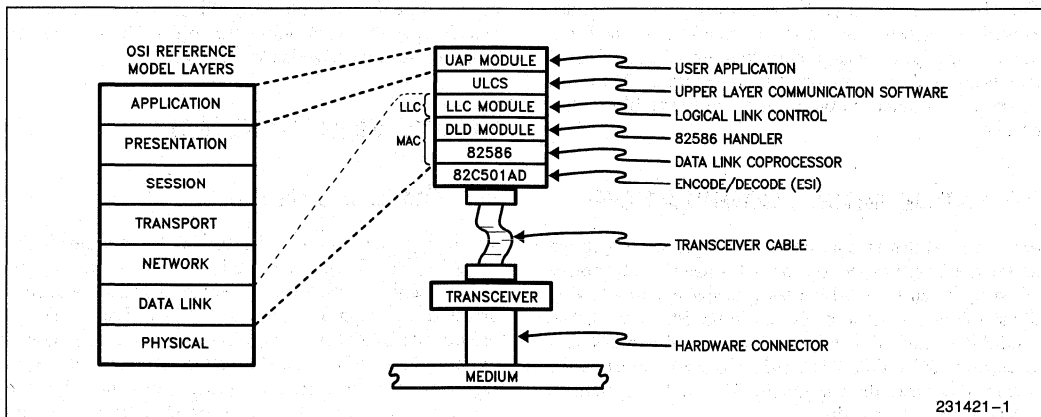 OSI REFERENCE
MODEL LAYERS
APPLICATION
PRESENTATION
SESSION
TRANSPORT
NETWORK
DATA LINK
PHYSICAL
LLC
MAC
UAP MODULE
ULCS
LLC MODULE
DLD MODULE
82586
82C501AD
TRANSCEIVER
MEDIUM
USER APPLICATION
UPPER LAYER COMMUNICATION SOFTWARE
LOGICAL LINK CONTROL
82586 HANDLER
DATA LINK COPROCESSOR
ENCODE/DECODE (ESI)
TRANSCEIVER CABLE
HARDWARE CONNECTOR
231421-1